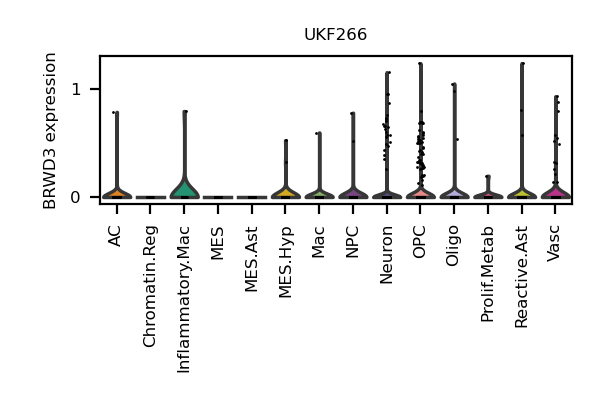 UKF266
BRWD3 expression
1
0
AC
Chromatin.Reg
Inflammatory.Mac
MES
MES.Ast
MES.Hyp
Mac
NPC
Neuron
OPC
Oligo
Prolif.Metab
Reactive.Ast
Vasc